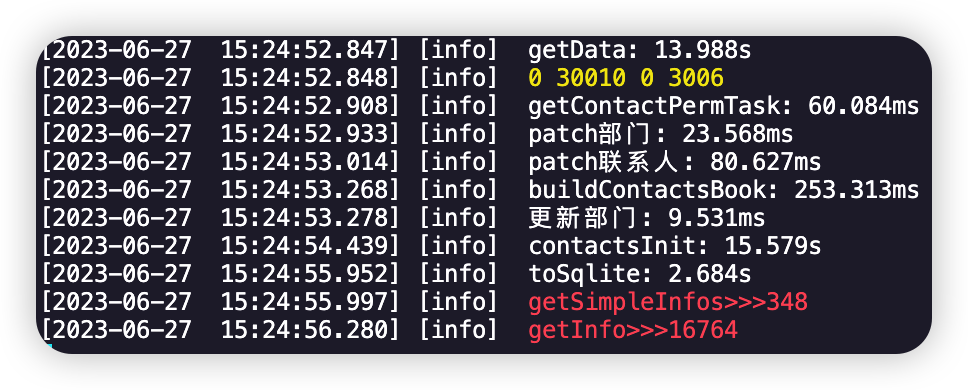 [2023-06-27 15:24:52.847] [info] getData: 13.988s
[2023-06-27 15:24:52.848] [info] 0 30010 0 3006
[2023-06-27 15:24:52.908] [info] getContactPermTask: 60.084ms
[2023-06-27 15:24:52.933] [info] patch部门: 23.568ms
[2023-06-27 15:24:53.014] [info] patch联系人: 80.627ms
[2023-06-27 15:24:53.268] [info] buildContactsBook: 253.313ms
[2023-06-27 15:24:53.278] [info] 更新部门: 9.531ms
[2023-06-27 15:24:54.439] [info] contactsInit: 15.579s
[2023-06-27 15:24:55.952] [info] toSqlite: 2.684s
[2023-06-27 15:24:55.997] [info] getSimpleInfos>>>348
[2023-06-27 15:24:56.280] [info] getInfo>>>16764